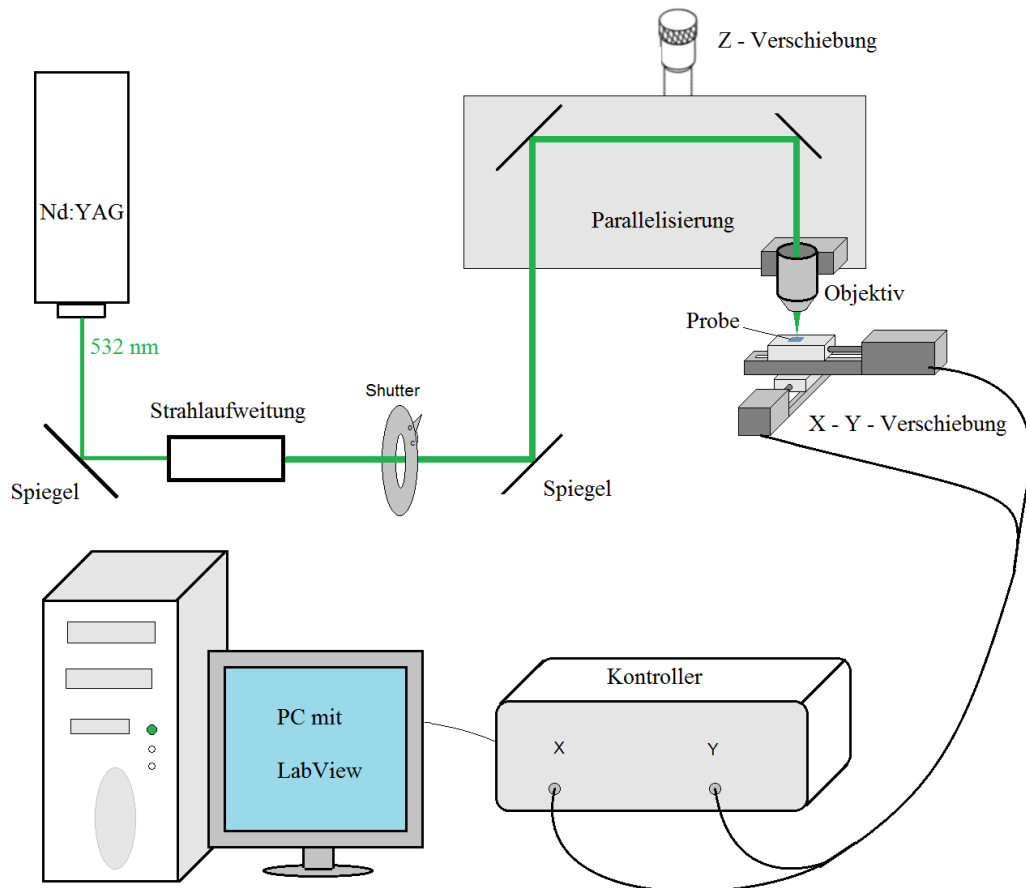 Z - Verschiebung
Nd:YAG
Parallelisierung
Objektiv
Probe
532 nm
Shutter
Strahlaufweitung
X - Y - Verschiebung
Spiegel
Spiegel
Kontroller
PC mit
LabView
X
Y